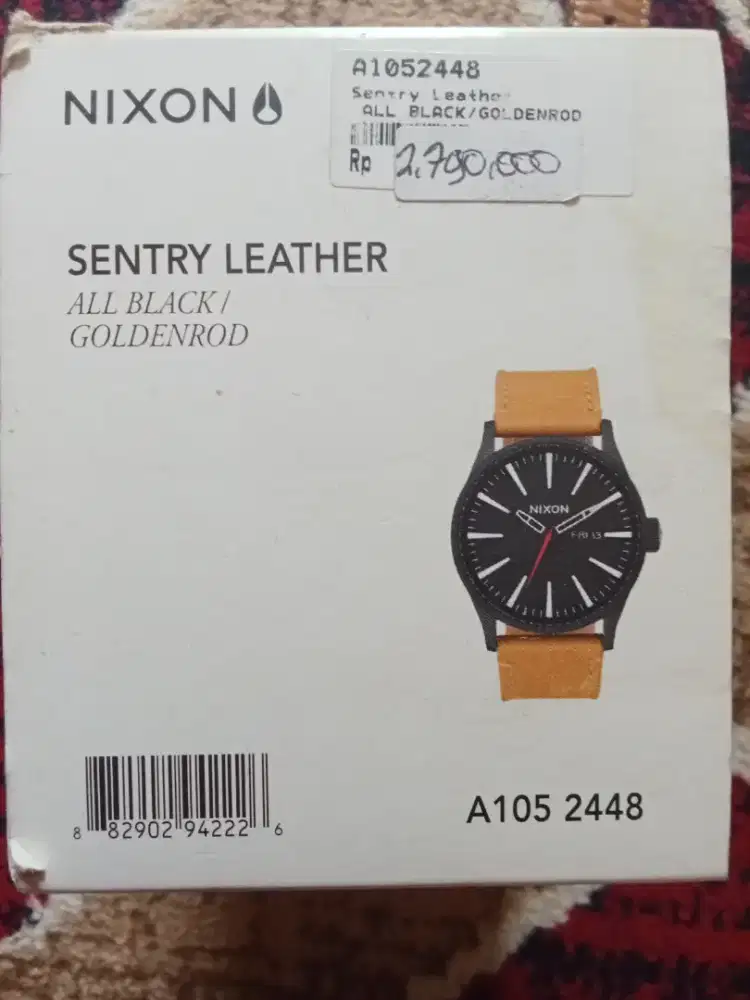 NIXON
A1052448
Sentry Leather
ALL BLACK/GOLDENROD
Rp 2.790.000
SENTRY LEATHER
ALL BLACK /
GOLDENROD
NIXON
FRI 13
8 82902 94222 6
A105 2448